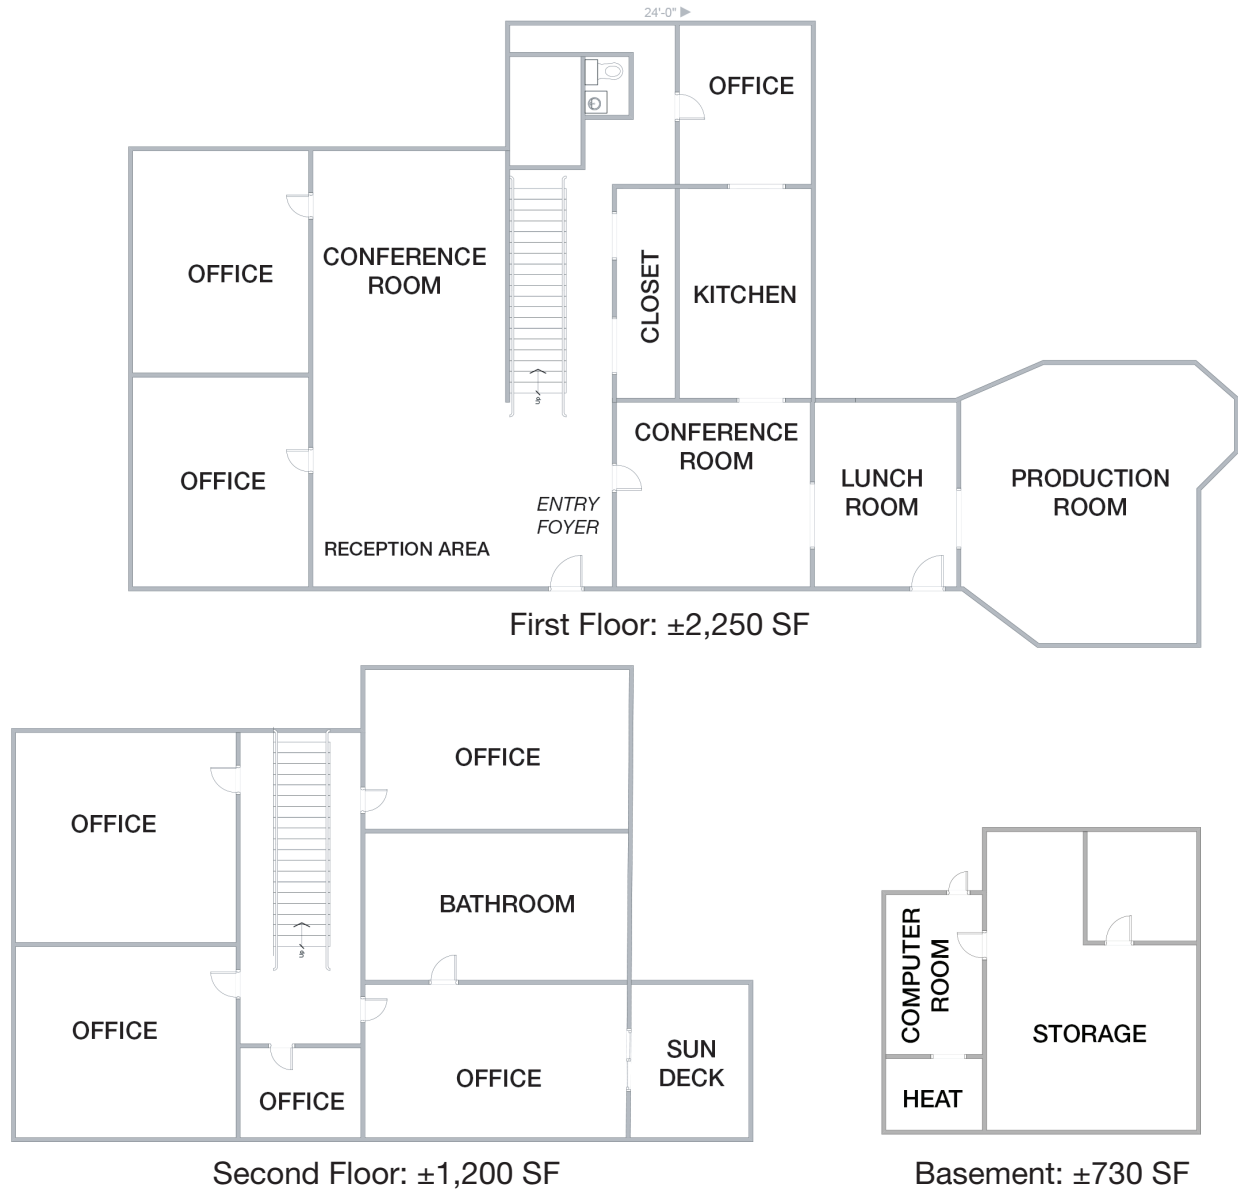 24'-0"
OFFICE
CONFERENCE
ROOM
OFFICE
CLOSET
KITCHEN
Up
CONFERENCE
ROOM
OFFICE
LUNCH
ROOM
PRODUCTION
ROOM
ENTRY
FOYER
RECEPTION AREA
First Floor: ±2,250 SF
OFFICE
OFFICE
BATHROOM
Up
OFFICE
OFFICE
OFFICE
SUN
DECK
Second Floor: ±1,200 SF
COMPUTER
ROOM
STORAGE
HEAT
Basement: ±730 SF